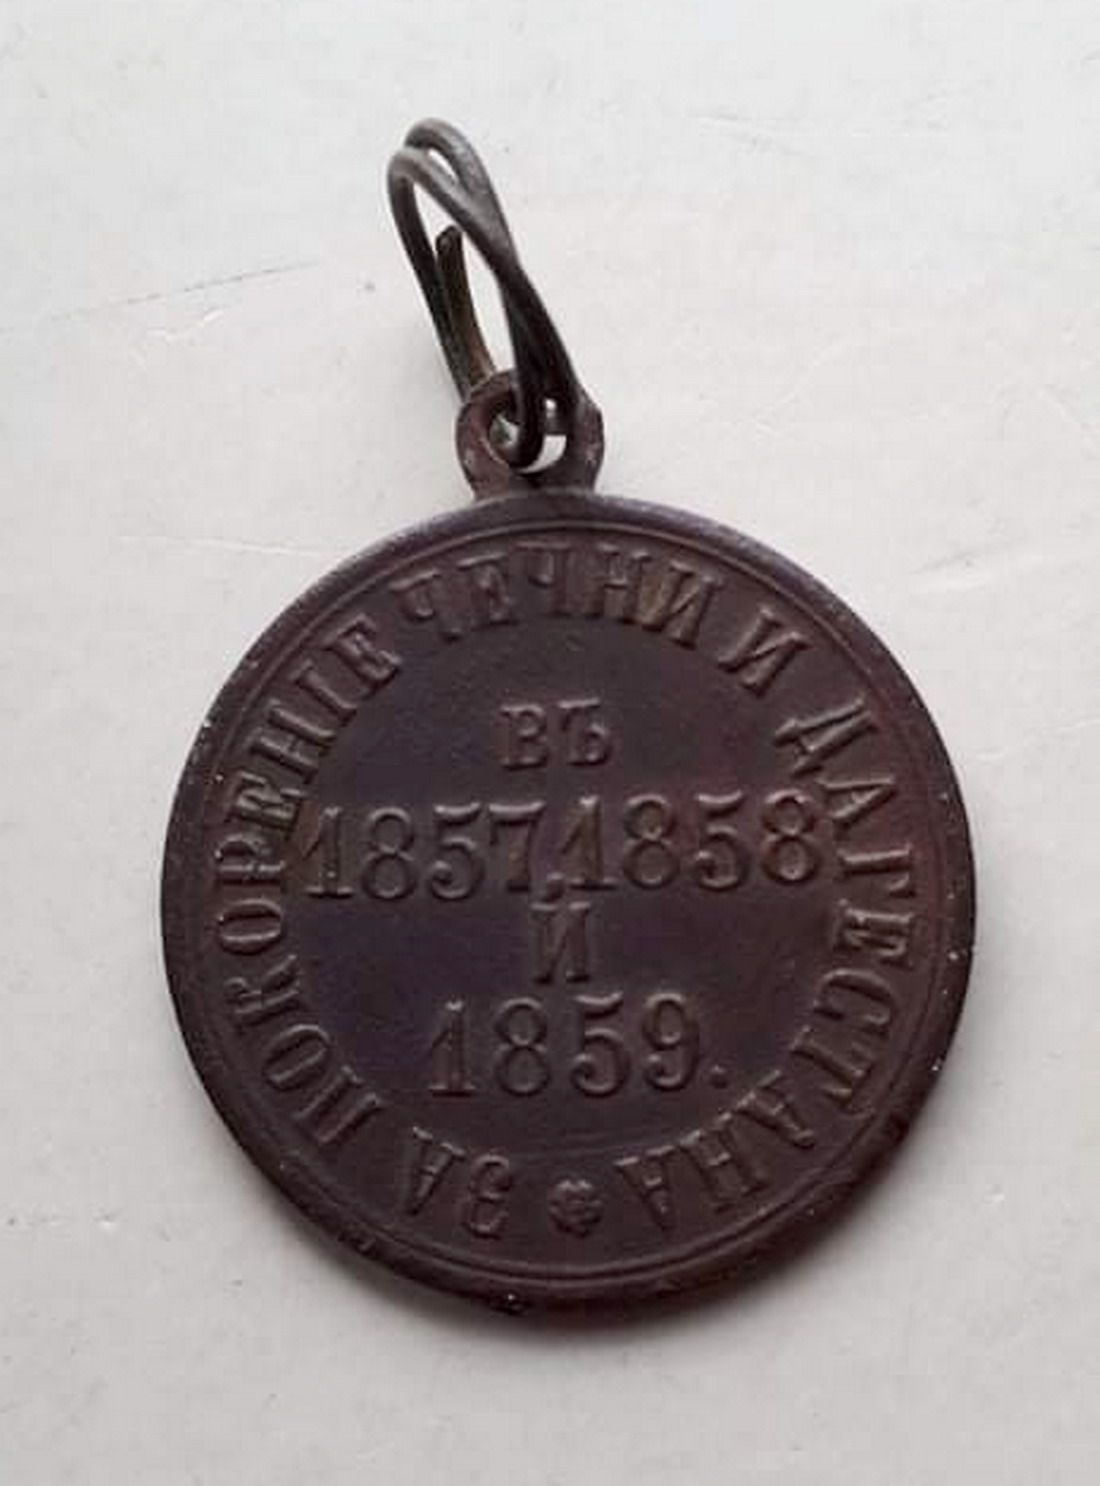 ЗА ПОКОРЕНІЕ ЧЕЧНИ И ДАГЕСТАНА
ВЪ
1857,1858
И
1859.